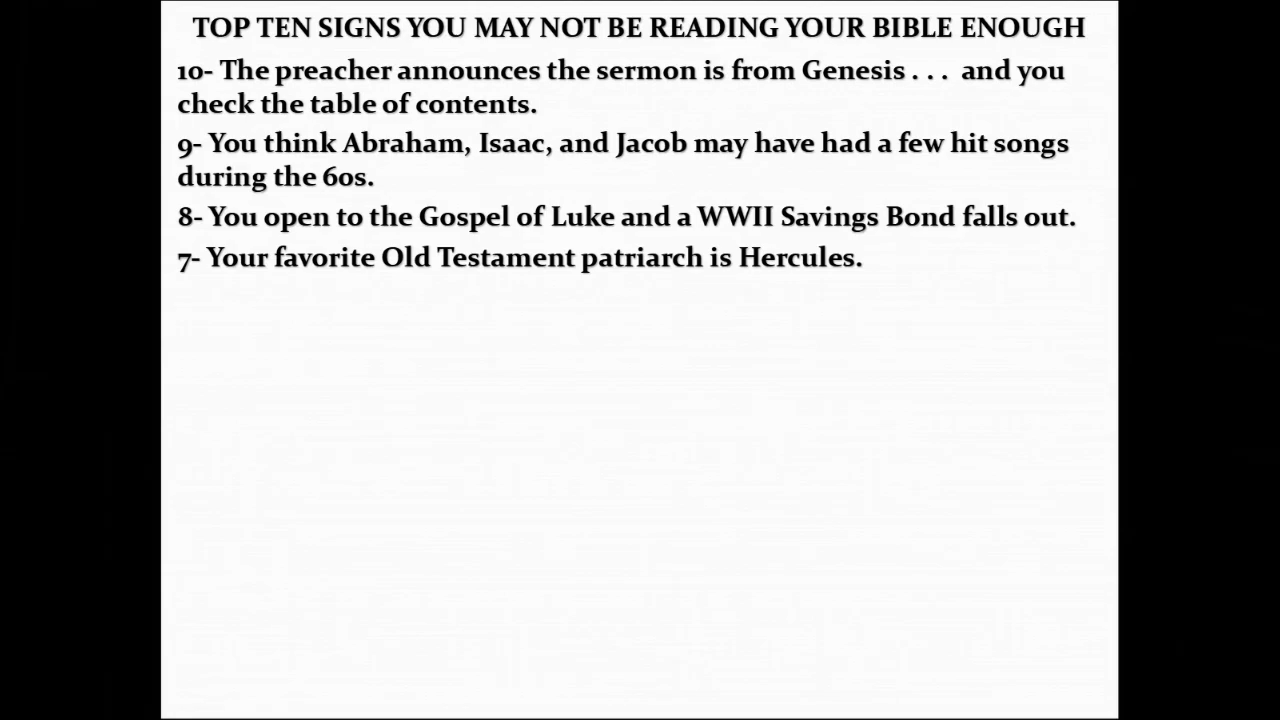 TOP TEN SIGNS YOU MAY NOT BE READING YOUR BIBLE ENOUGH
10- The preacher announces the sermon is from Genesis . . .  and you
check the table of contents.
9- You think Abraham, Isaac, and Jacob may have had a few hit songs
during the 60s.
8- You open to the Gospel of Luke and a WWII Savings Bond falls out.
7- Your favorite Old Testament patriarch is Hercules.